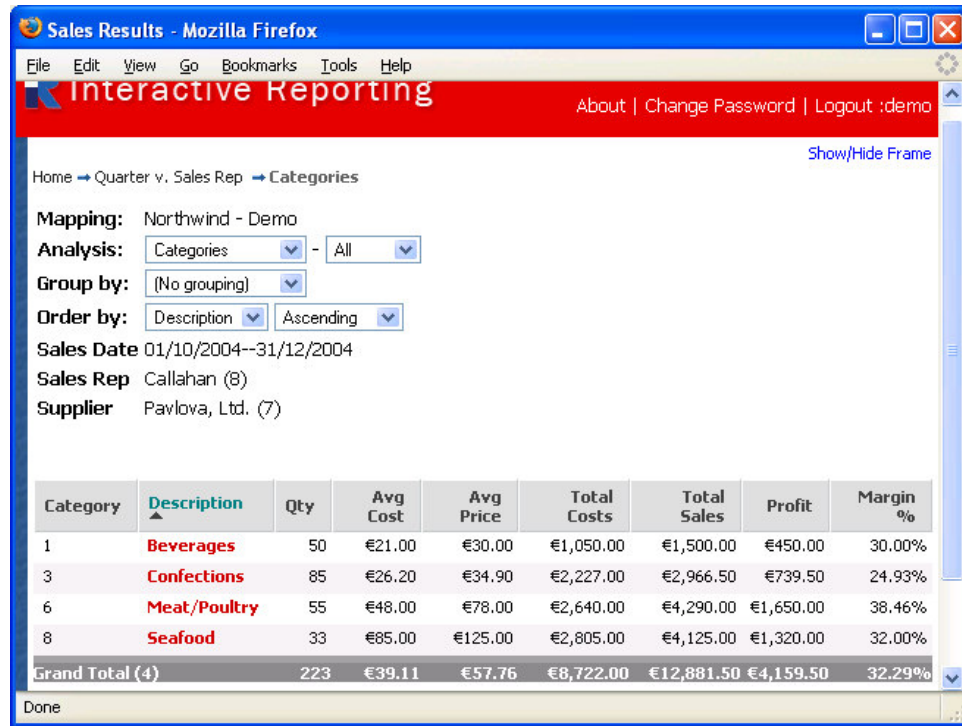 Sales Results - Mozilla Firefox
File Edit View Go Bookmarks Tools Help
Interactive Reporting
About | Change Password | Logout :demo
Show/Hide Frame
Home Quarter v. Sales Rep Categories
Mapping: Northwind - Demo
Analysis: Categories - All
Group by: (No grouping)
Order by: Description Ascending
Sales Date 01/10/2004--31/12/2004
Sales Rep Callahan (8)
Supplier Pavlova, Ltd. (7)
Category Description Qty Avg Cost Avg Price Total Costs Total Sales Profit Margin %
1 Beverages 50 €21.00 €30.00 €1,050.00 €1,500.00 €450.00 30.00%
3 Confections 85 €26.20 €34.90 €2,227.00 €2,966.50 €739.50 24.93%
6 Meat/Poultry 55 €48.00 €78.00 €2,640.00 €4,290.00 €1,650.00 38.46%
8 Seafood 33 €85.00 €125.00 €2,805.00 €4,125.00 €1,320.00 32.00%
Grand Total (4) 223 €39.11 €57.76 €8,722.00 €12,881.50 €4,159.50 32.29%
Done